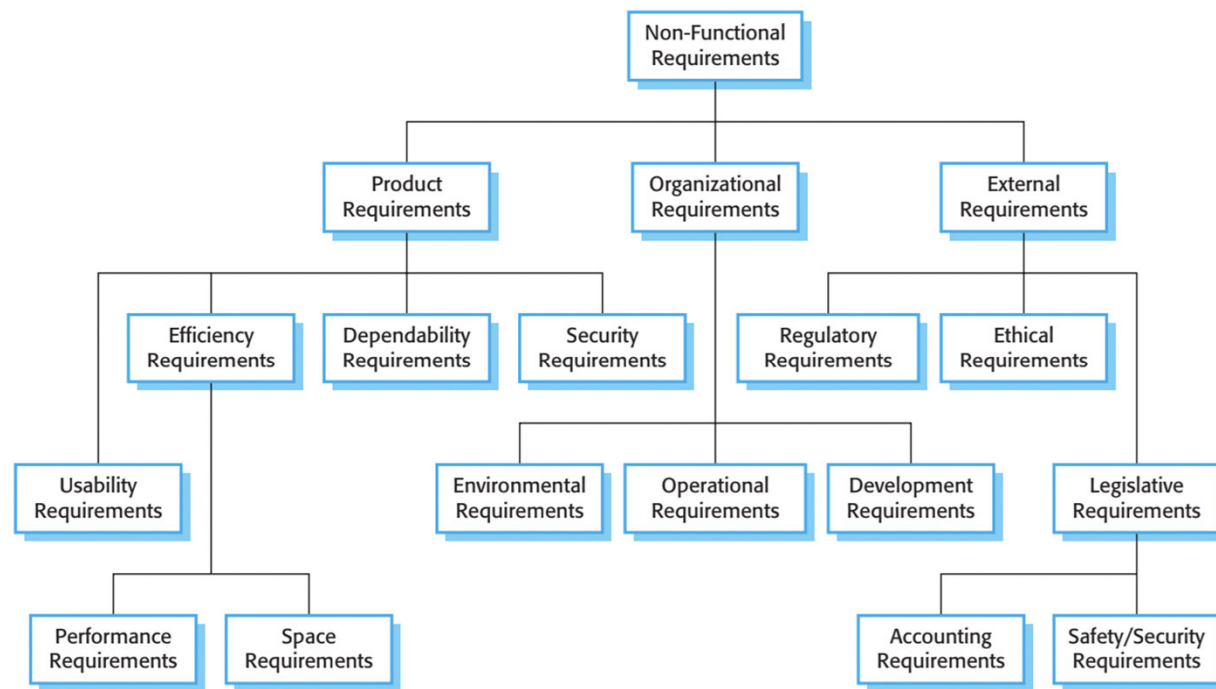 Non-Functional
Requirements
Product
Requirements
Organizational
Requirements
External
Requirements
Efficiency
Requirements
Dependability
Requirements
Security
Requirements
Regulatory
Requirements
Ethical
Requirements
Usability
Requirements
Environmental
Requirements
Operational
Requirements
Development
Requirements
Legislative
Requirements
Performance
Requirements
Space
Requirements
Accounting
Requirements
Safety/Security
Requirements